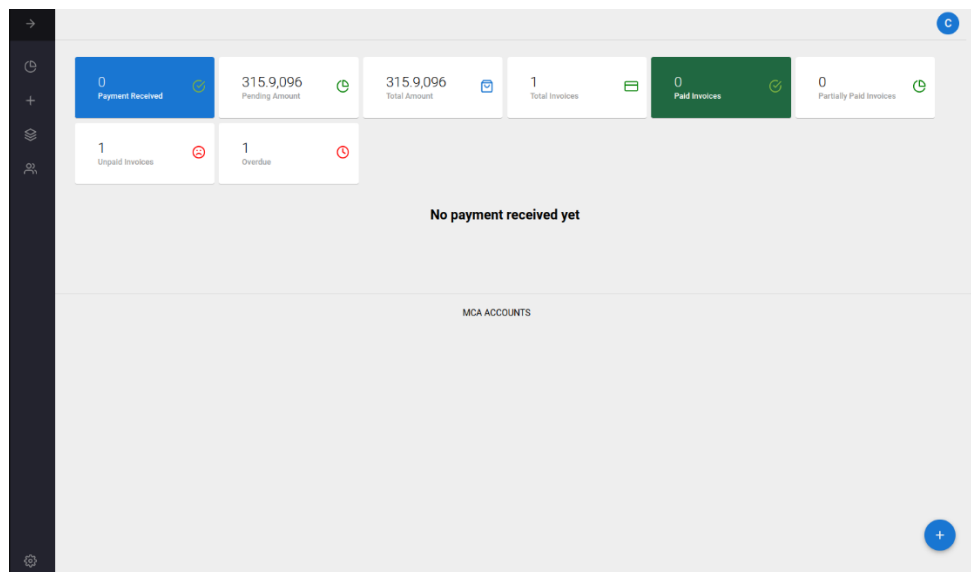 C
0
Payment Received
315.9,096
Pending Amount
315.9,096
Total Amount
1
Total Invoices
0
Paid Invoices
0
Partially Paid Invoices
1
Unpaid Invoices
1
Overdue
No payment received yet
MCA ACCOUNTS